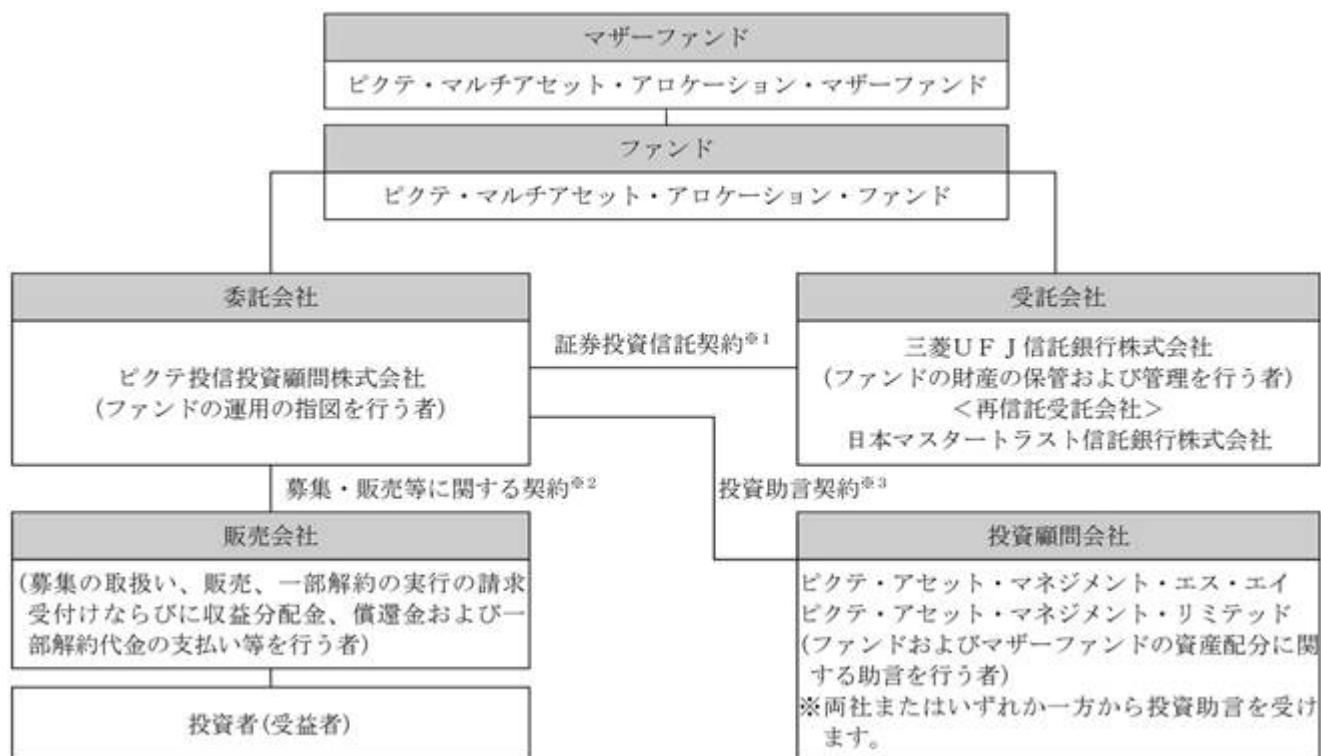 マザーファンド
ピクテ・マルチアセット・アロケーション・マザーファンド
ファンド
ピクテ・マルチアセット・アロケーション・ファンド
委託会社
ピクテ投信投資顧問株式会社
(ファンドの運用の指図を行う者)
証券投資信託契約※1
受託会社
三菱UFJ信託銀行株式会社
(ファンドの財産の保管および管理を行う者)
<再信託受託会社>
日本マスタートラスト信託銀行株式会社
募集・販売等に関する契約※2
投資助言契約※3
販売会社
(募集の取扱い、販売、一部解約の実行の請求
受付けならびに収益分配金、償還金および一
部解約代金の支払い等を行う者)
投資者(受益者)
投資顧問会社
ピクテ・アセット・マネジメント・エス・エイ
ピクテ・アセット・マネジメント・リミテッド
(ファンドおよびマザーファンドの資産配分に関
する助言を行う者)
※両社またはいずれか一方から投資助言を受け
ます。